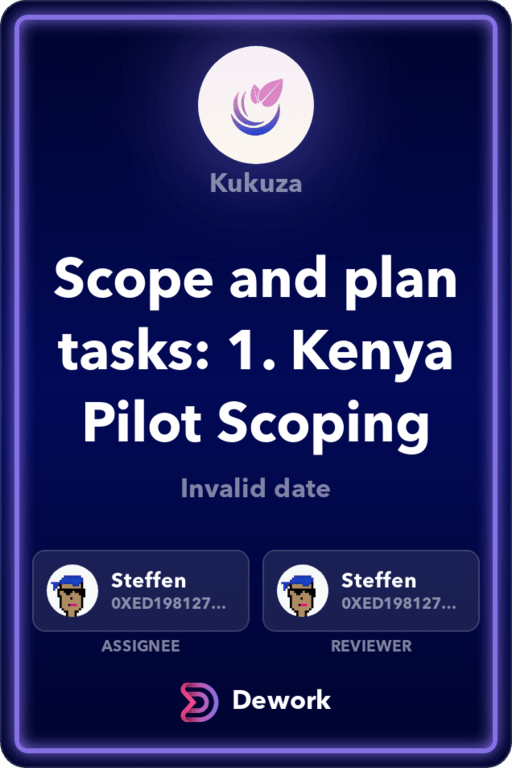 Kukuza
Scope and plan
tasks: 1. Kenya
Pilot Scoping
Invalid date
Steffen
0XED198127...
ASSIGNEE
Steffen
0XED198127...
REVIEWER
Dework